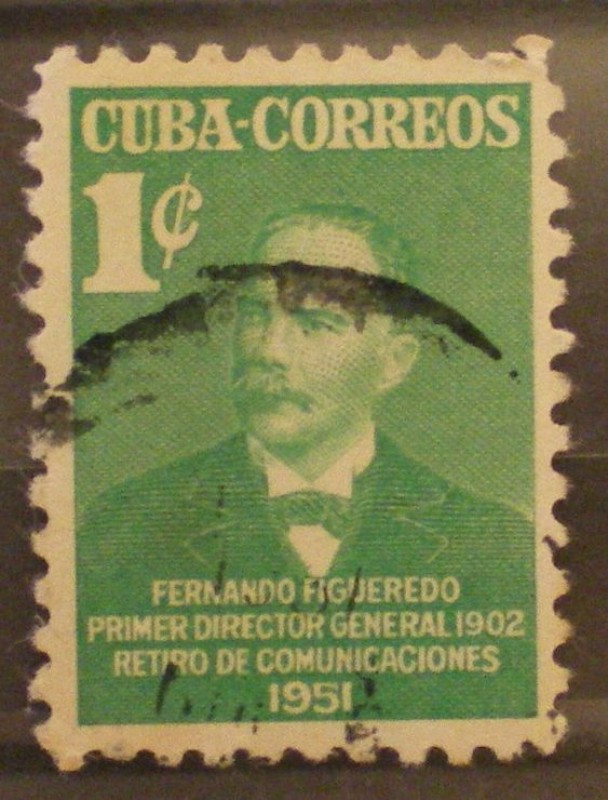 CUBA-CORREOS
1¢
FERNANDO FIGUEREDO
PRIMER DIRECTOR GENERAL 1902
RETIRO DE COMUNICACIONES
1951